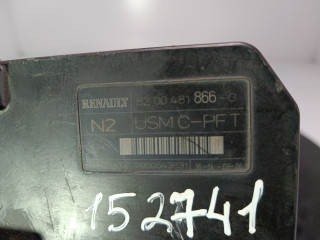 RENAULT 8200481866-G
N2 USM C-PFT
152741